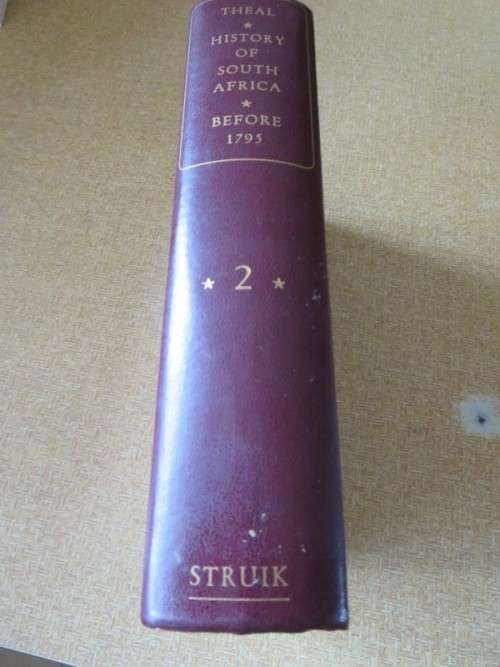 THEAL
★
HISTORY
OF
SOUTH
AFRICA
★
BEFORE
1795
★ 2 ★
STRUIK